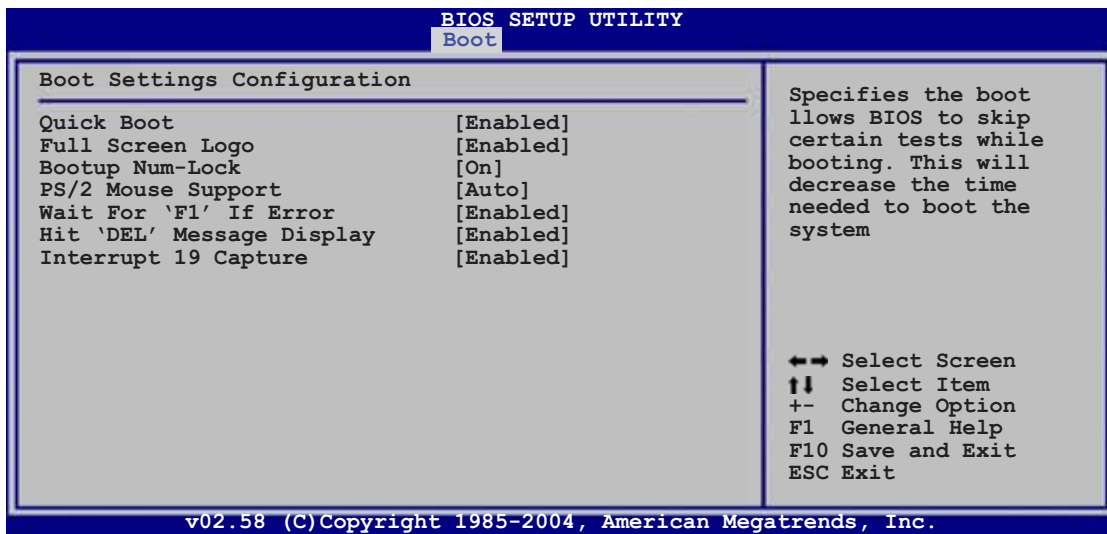 BIOS SETUP UTILITY
Boot
Boot Settings Configuration
Quick Boot [Enabled]
Full Screen Logo [Enabled]
Bootup Num-Lock [On]
PS/2 Mouse Support [Auto]
Wait For ‘F1’ If Error [Enabled]
Hit ‘DEL’ Message Display [Enabled]
Interrupt 19 Capture [Enabled]
Specifies the boot
llows BIOS to skip
certain tests while
booting. This will
decrease the time
needed to boot the
system
←→ Select Screen
↑↓ Select Item
+- Change Option
F1 General Help
F10 Save and Exit
ESC Exit
v02.58 (C)Copyright 1985-2004, American Megatrends, Inc.